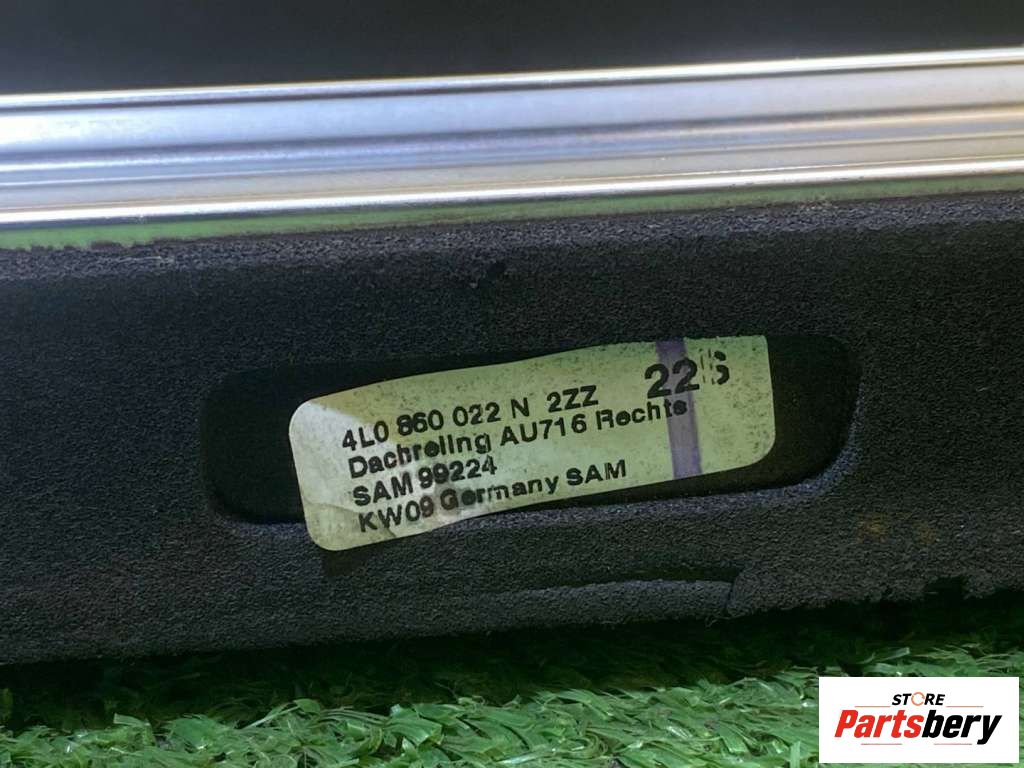 4L0 860 022 N 2ZZ
Dachreling AU716 Rechts
SAM 99224
KW09 Germany SAM
STORE
Partsbery